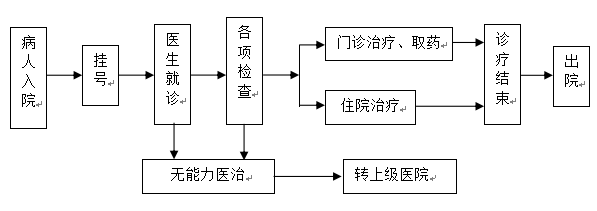 病人入院
挂号
医生就诊
各项检查
门诊治疗、取药
住院治疗
诊疗结束
出院
无能力医治
转上级医院